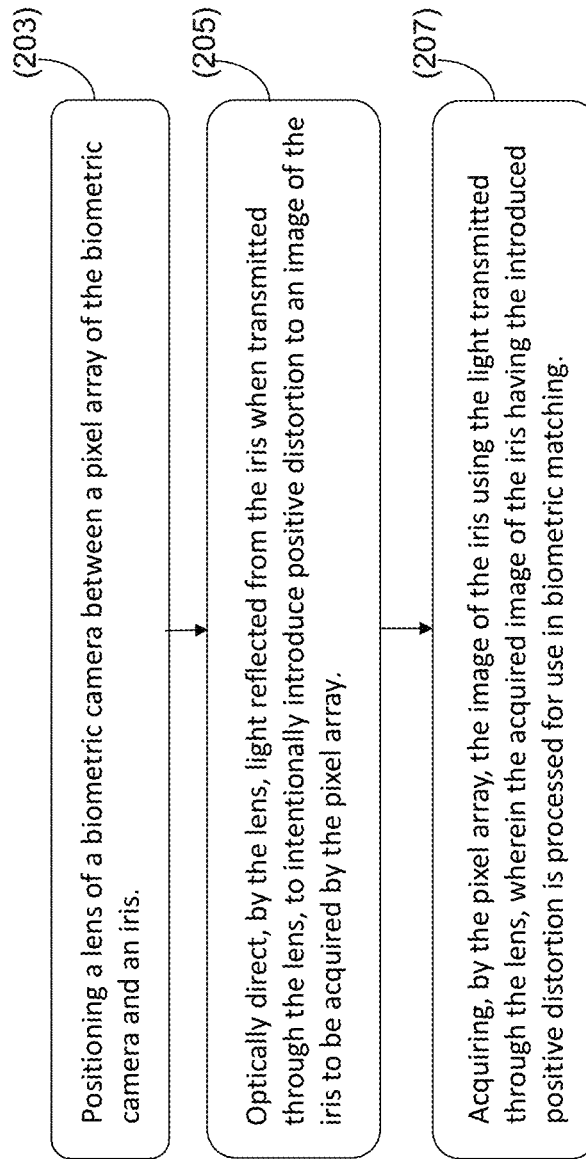 (203)
Positioning a lens of a biometric camera between a pixel array of the biometric
camera and an iris.
(205)
Optically direct, by the lens, light reflected from the iris when transmitted
through the lens, to intentionally introduce positive distortion to an image of the
iris to be acquired by the pixel array.
(207)
Acquiring, by the pixel array, the image of the iris using the light transmitted
through the lens, wherein the acquired image of the iris having the introduced
positive distortion is processed for use in biometric matching.